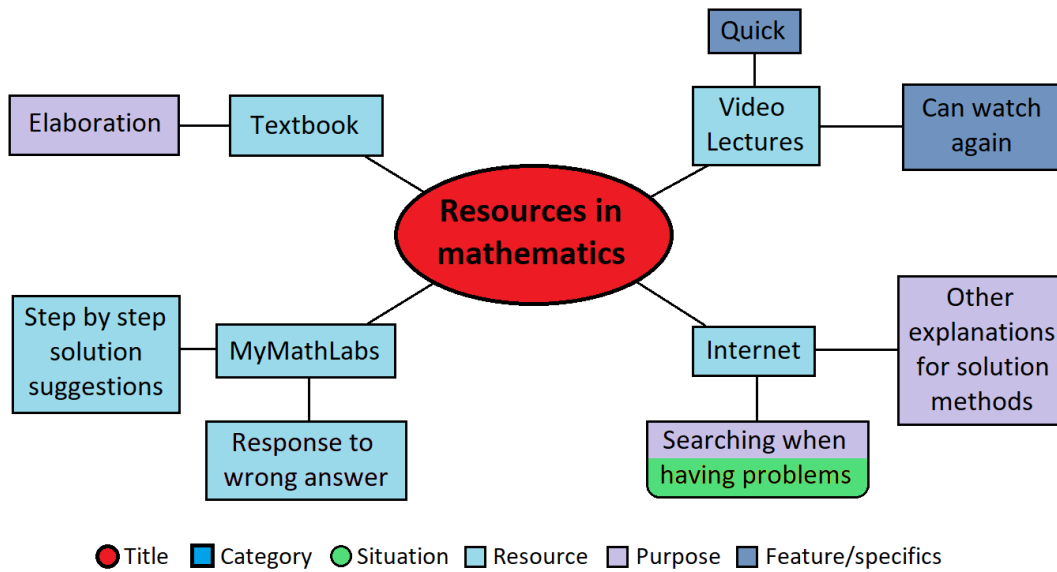 Quick
Elaboration
Textbook
Video
Lectures
Can watch
again
Resources in
mathematics
Step by step
solution
suggestions
MyMathLabs
Response to
wrong answer
Internet
Other
explanations
for solution
methods
Searching when
having problems
Title Category Situation Resource Purpose Feature/specifics